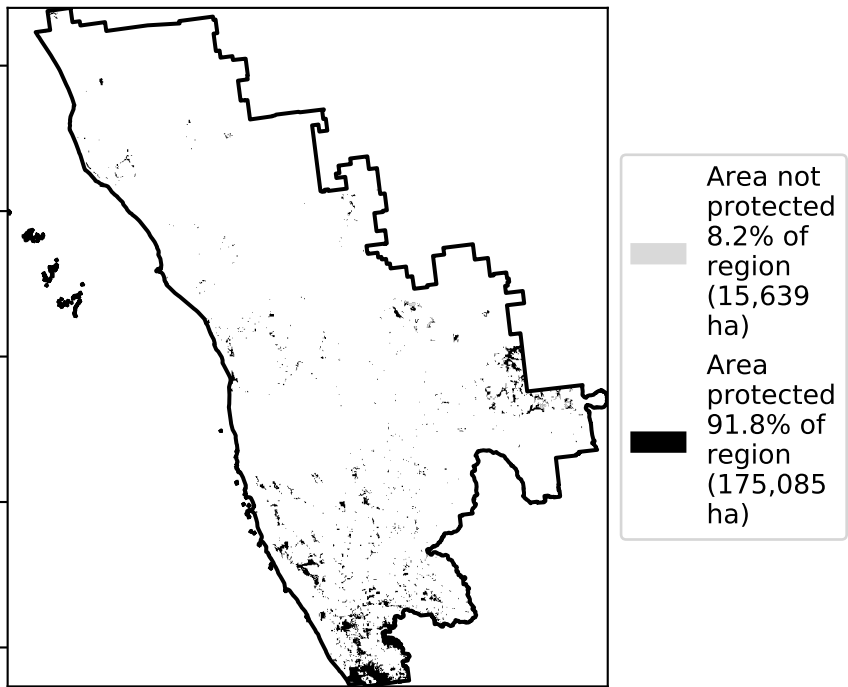 Area not
protected
8.2% of
region
(15,639
ha)
Area
protected
91.8% of
region
(175,085
ha)